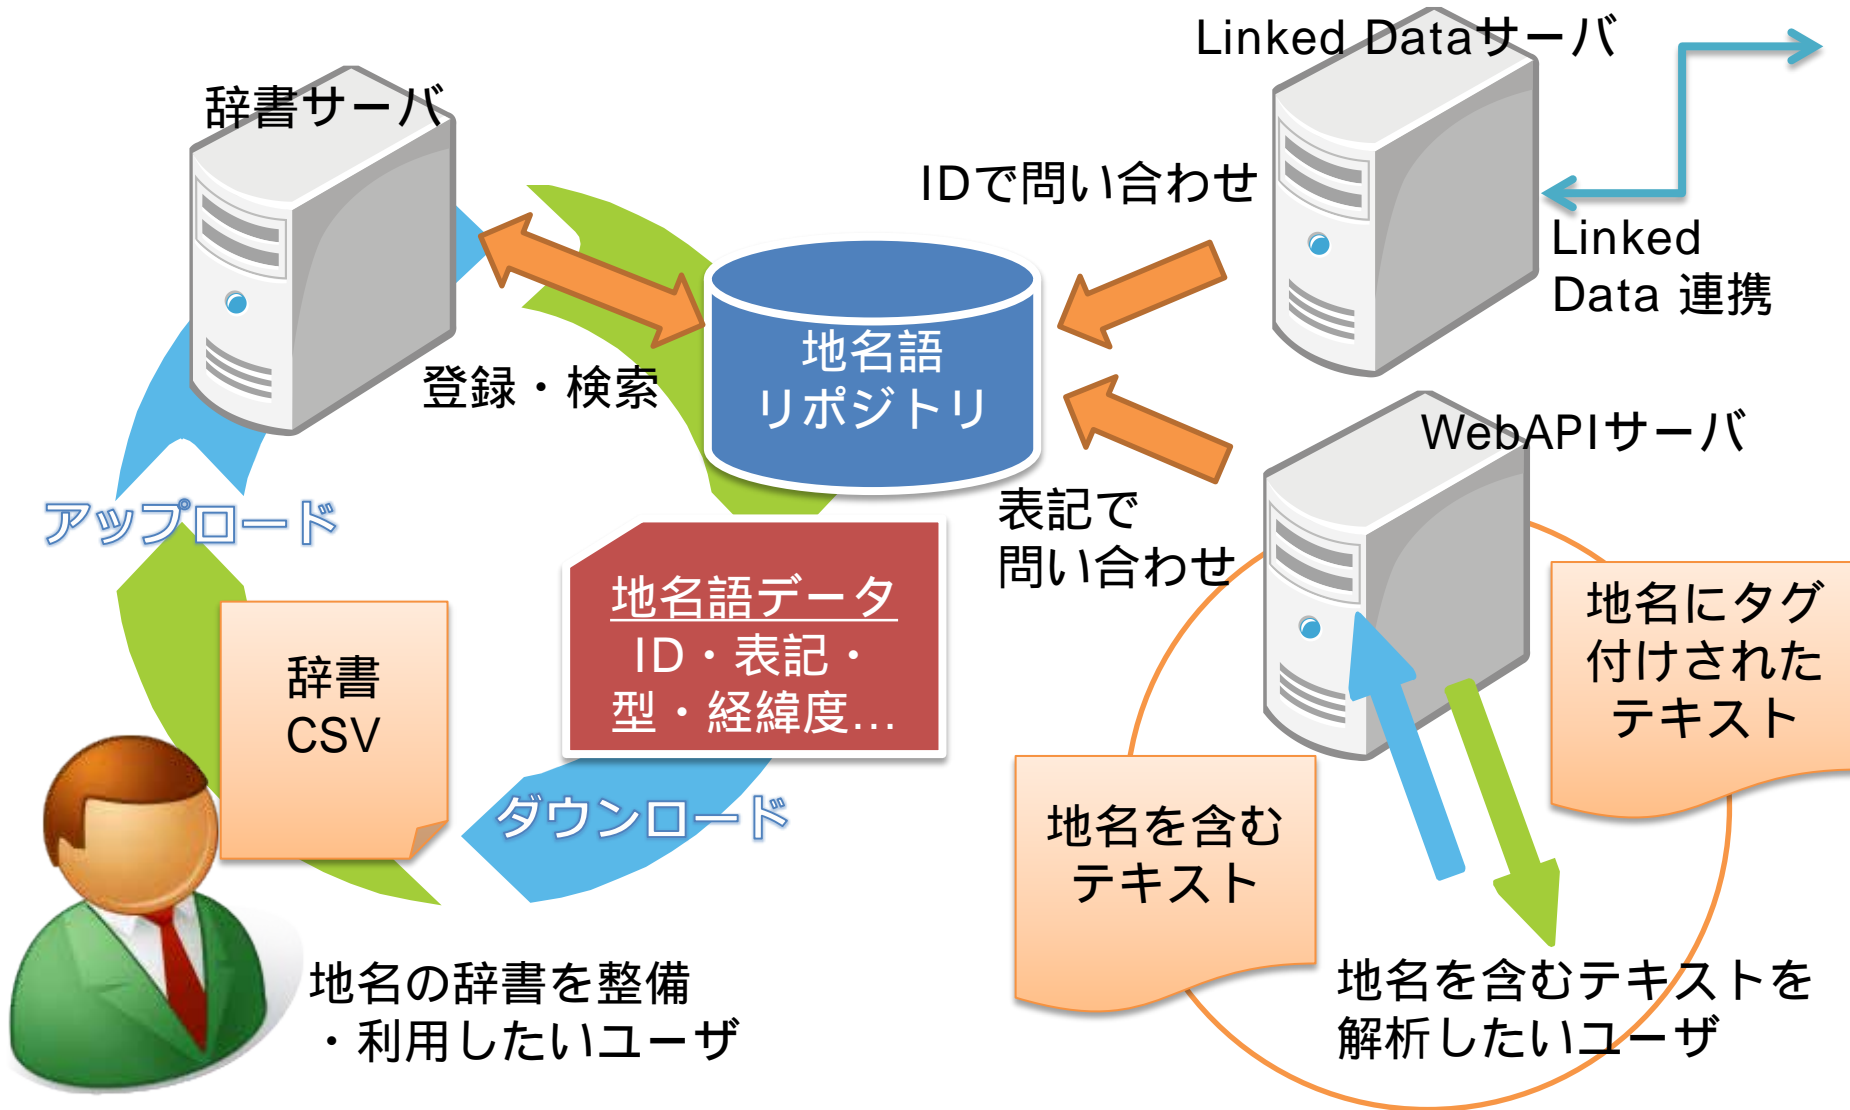 Linked Dataサーバ
辞書サーバ
IDで問い合わせ
Linked
Data 連携
地名語
リポジトリ
登録・検索
WebAPIサーバ
アップロード
表記で
問い合わせ
地名語データ
ID・表記・
型・経緯度...
地名にタグ
付けされた
テキスト
辞書
CSV
ダウンロード
地名を含む
テキスト
地名の辞書を整備
・利用したいユーザ
地名を含むテキストを
解析したいユーザ